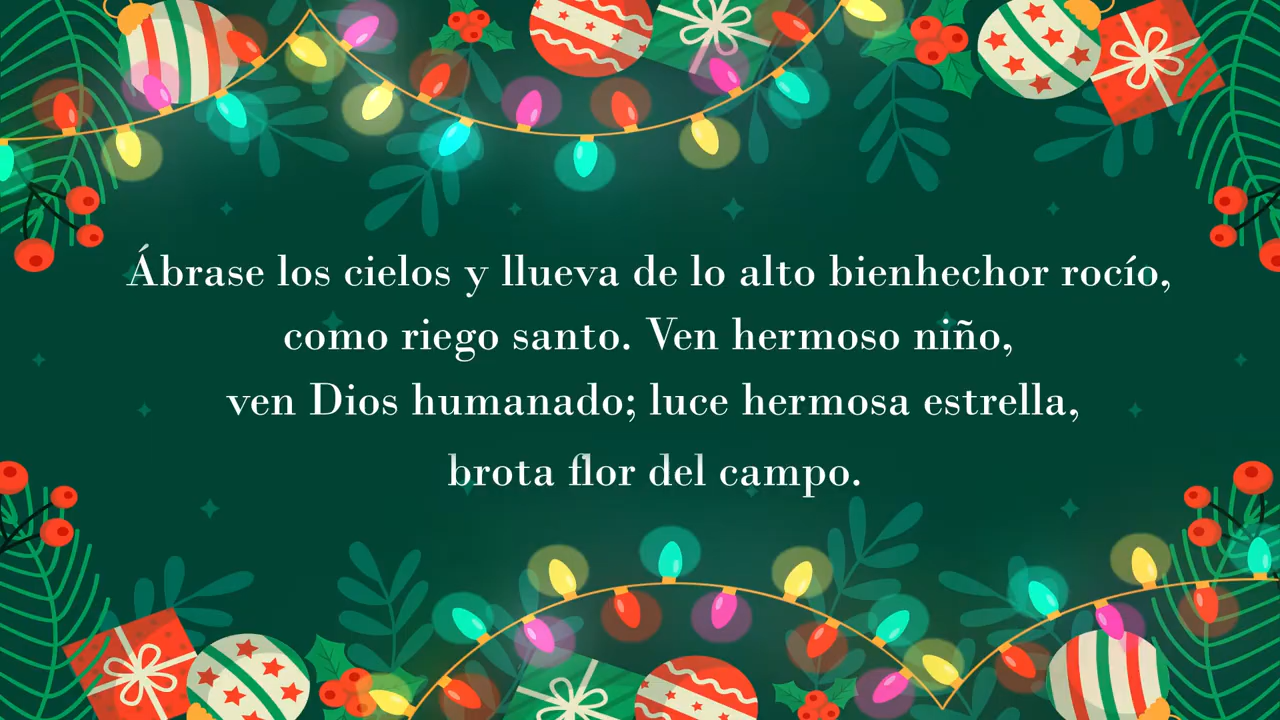 Ábrase los cielos y llueva de lo alto bienhechor rocío,
como riego santo. Ven hermoso niño,
ven Dios humanado; luce hermosa estrella,
brota flor del campo.